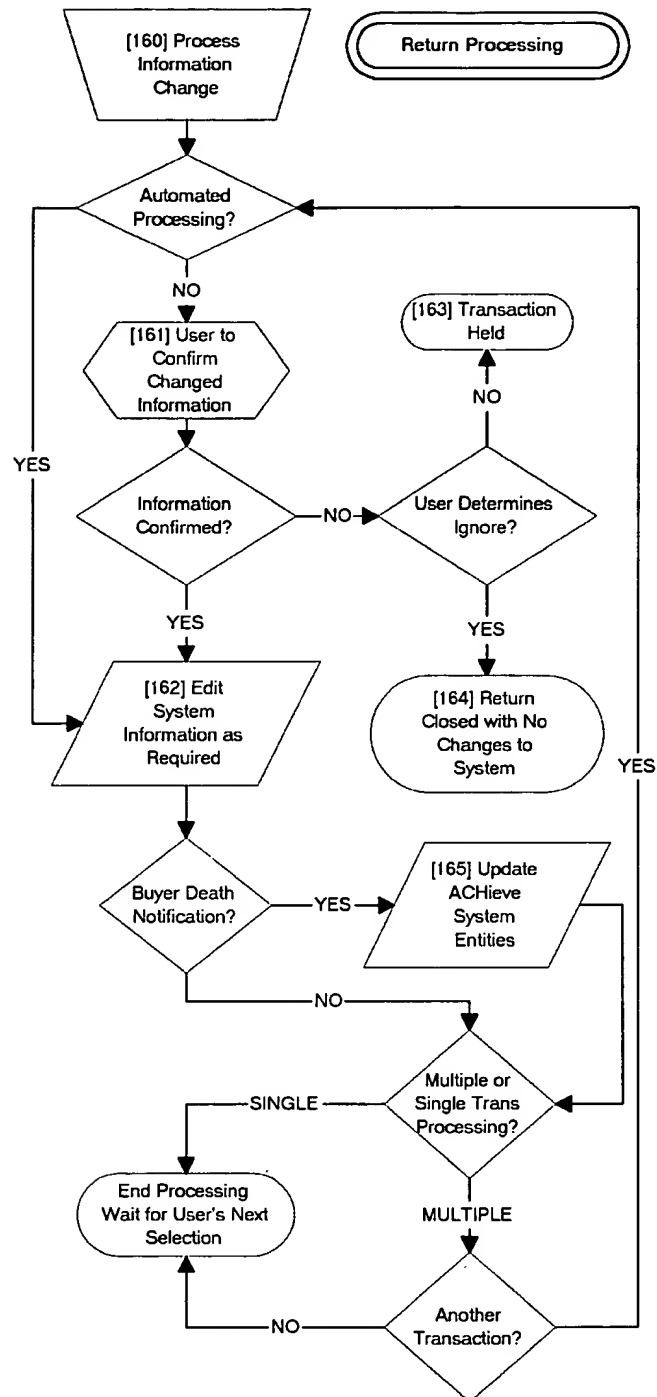 [160] Process
Information
Change
Return Processing
Automated
Processing?
NO
[161] User to
Confirm
Changed
Information
[163] Transaction
Held
NO
YES
Information
Confirmed?
NO
User Determines
Ignore?
YES
YES
[162] Edit
System
Information as
Required
[164] Return
Closed with No
Changes to
System
YES
Buyer Death
Notification?
YES
[165] Update
ACHieve
System
Entities
NO
Multiple or
Single Trans
Processing?
SINGLE
End Processing
Wait for User's Next
Selection
MULTIPLE
Another
Transaction?
NO